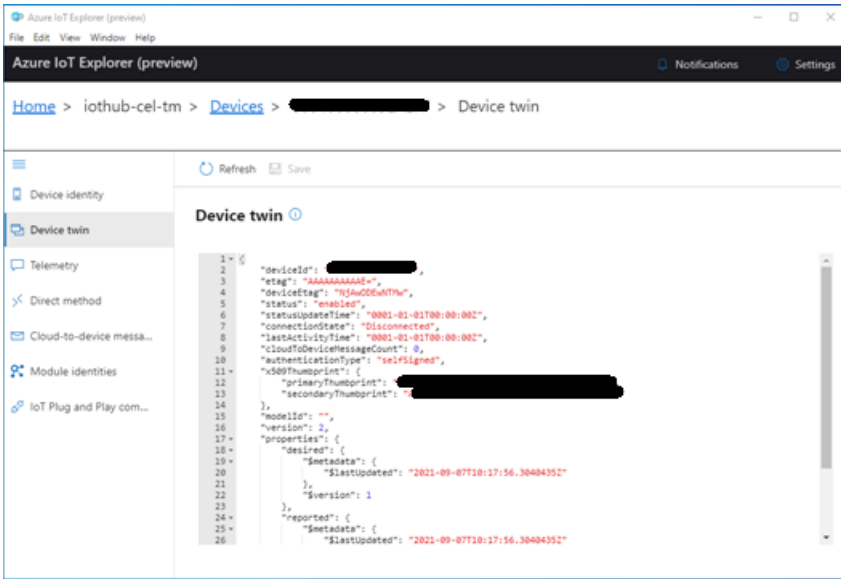 Azure IoT Explorer (preview)
File Edit View Window Help
Azure IoT Explorer (preview)
Notifications
Settings
Home > iothub-cel-tm > Devices > > Device twin
Refresh
Save
Device identity
Device twin
Telemetry
Direct method
Cloud-to-device messa...
Module identities
IoT Plug and Play com...
Device twin
1 {
2 "deviceId": ,
3 "etag": "AAAAAAAAAAE=",
4 "deviceEtag": "NjAwODEwNTMw",
5 "status": "enabled",
6 "statusUpdateTime": "0001-01-01T00:00:00Z",
7 "connectionState": "Disconnected",
8 "lastActivityTime": "0001-01-01T00:00:00Z",
9 "cloudToDeviceMessageCount": 0,
10 "authenticationType": "selfSigned",
11 "x509Thumbprint": {
12 "primaryThumbprint": "
13 "secondaryThumbprint": "
14 },
15 "modelId": "",
16 "version": 2,
17 "properties": {
18 "desired": {
19 "$metadata": {
20 "$lastUpdated": "2021-09-07T10:17:56.3040435Z"
21 },
22 "$version": 1
23 },
24 "reported": {
25 "$metadata": {
26 "$lastUpdated": "2021-09-07T10:17:56.3040435Z"